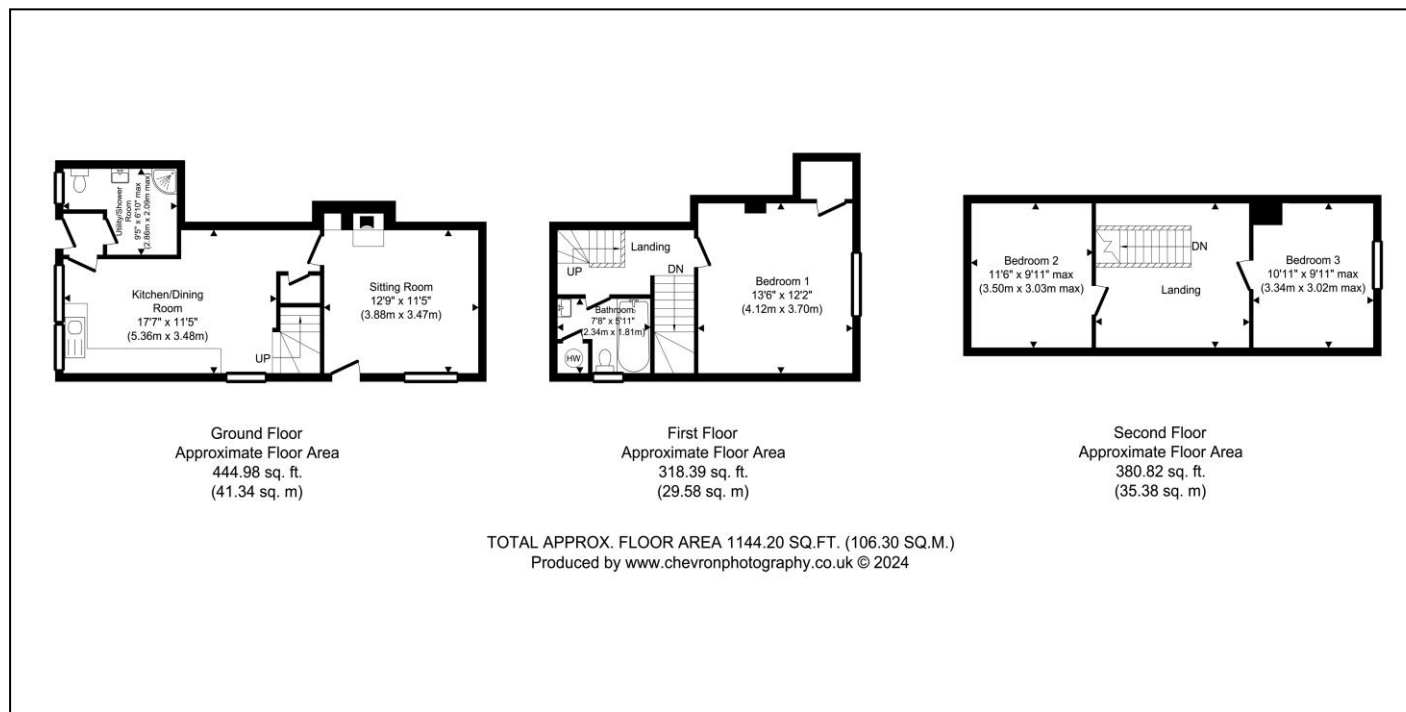 Utility/Shower
Room
9'5" x 6'10" max
(2.86m x 2.09m max)
Kitchen/Dining
Room
17'7" x 11'5"
(5.36m x 3.48m)
UP
Sitting Room
12'9" x 11'5"
(3.88m x 3.47m)
Ground Floor
Approximate Floor Area
444.98 sq. ft.
(41.34 sq. m)
Landing
UP
DN
Bathroom
7'8" x 5'11"
(2.34m x 1.81m)
HW
Bedroom 1
13'6" x 12'2"
(4.12m x 3.70m)
First Floor
Approximate Floor Area
318.39 sq. ft.
(29.58 sq. m)
Bedroom 2
11'6" x 9'11" max
(3.50m x 3.03m max)
DN
Landing
Bedroom 3
10'11" x 9'11" max
(3.34m x 3.02m max)
Second Floor
Approximate Floor Area
380.82 sq. ft.
(35.38 sq. m)
TOTAL APPROX. FLOOR AREA 1144.20 SQ.FT. (106.30 SQ.M.)
Produced by www.chevronphotography.co.uk © 2024